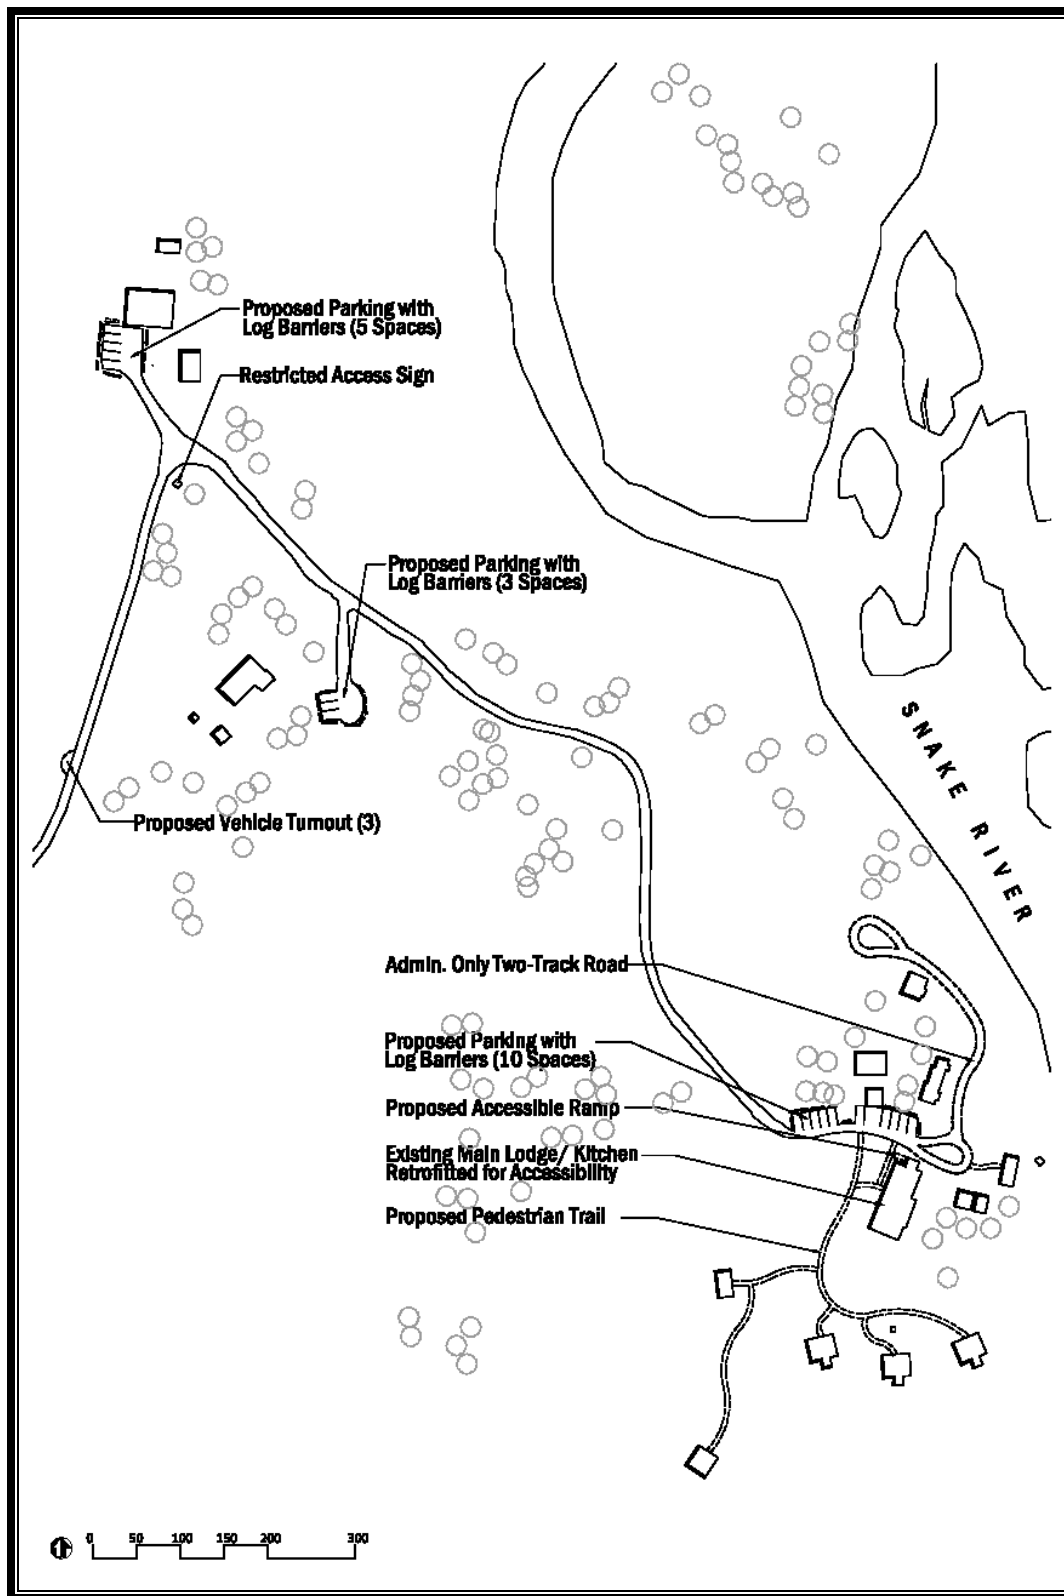 Proposed Parking with
Log Barriers (5 Spaces)
Restricted Access Sign
Proposed Parking with
Log Barriers (3 Spaces)
SNAKE RIVER
Proposed Vehicle Turnout (3)
Admin. Only Two-Track Road
Proposed Parking with
Log Barriers (10 Spaces)
Proposed Accessible Ramp
Existing Main Lodge/ Kitchen
Retrofitted for Accessibility
Proposed Pedestrian Trail
0 50 100 150 200 300